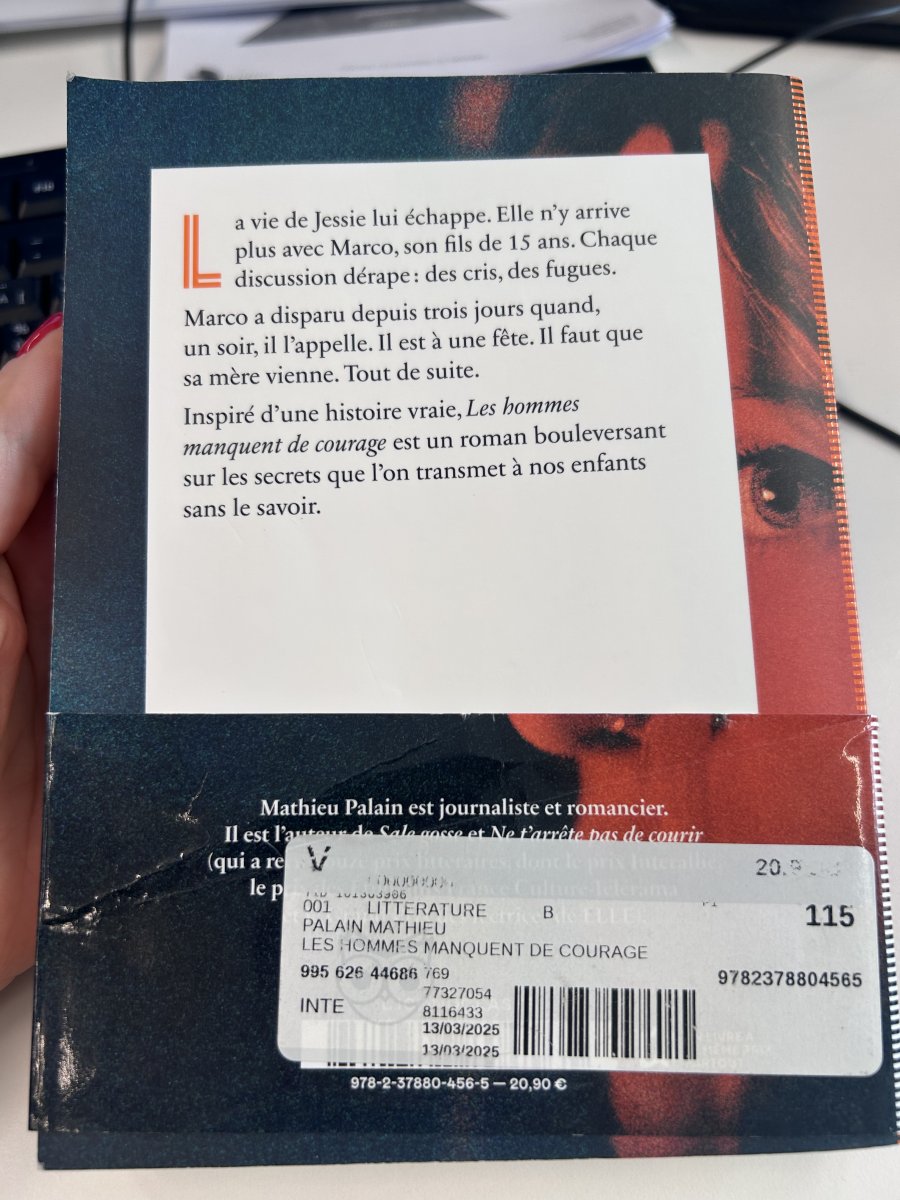 La vie de Jessie lui échappe. Elle n’y arrive
plus avec Marco, son fils de 15 ans. Chaque
discussion dérape : des cris, des fugues.
Marco a disparu depuis trois jours quand,
un soir, il l’appelle. Il est à une fête. Il faut que
sa mère vienne. Tout de suite.
Inspiré d’une histoire vraie, Les hommes
manquent de courage est un roman bouleversant
sur les secrets que l’on transmet à nos enfants
sans le savoir.
Mathieu Palain est journaliste et romancier.
Il est l’auteur de Sale gosse et Ne t’arrête pas de courir
(qui a
le
V
001 LITTERATURE B
115
PALAIN MATHIEU
LES HOMMES MANQUENT DE COURAGE
995 626 44686 769
9782378804565
77327054
INTE
8116433
13/03/2025
13/03/2025
978-2-37880-456-5 — 20,90 €